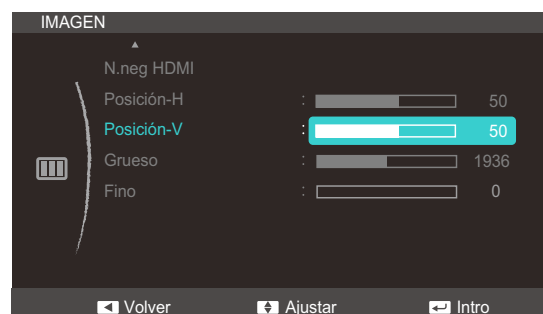 IMAGEN
N.neg HDMI
Posición-H : 50
Posición-V : 50
Grueso : 1936
Fino : 0
Volver Ajustar Intro